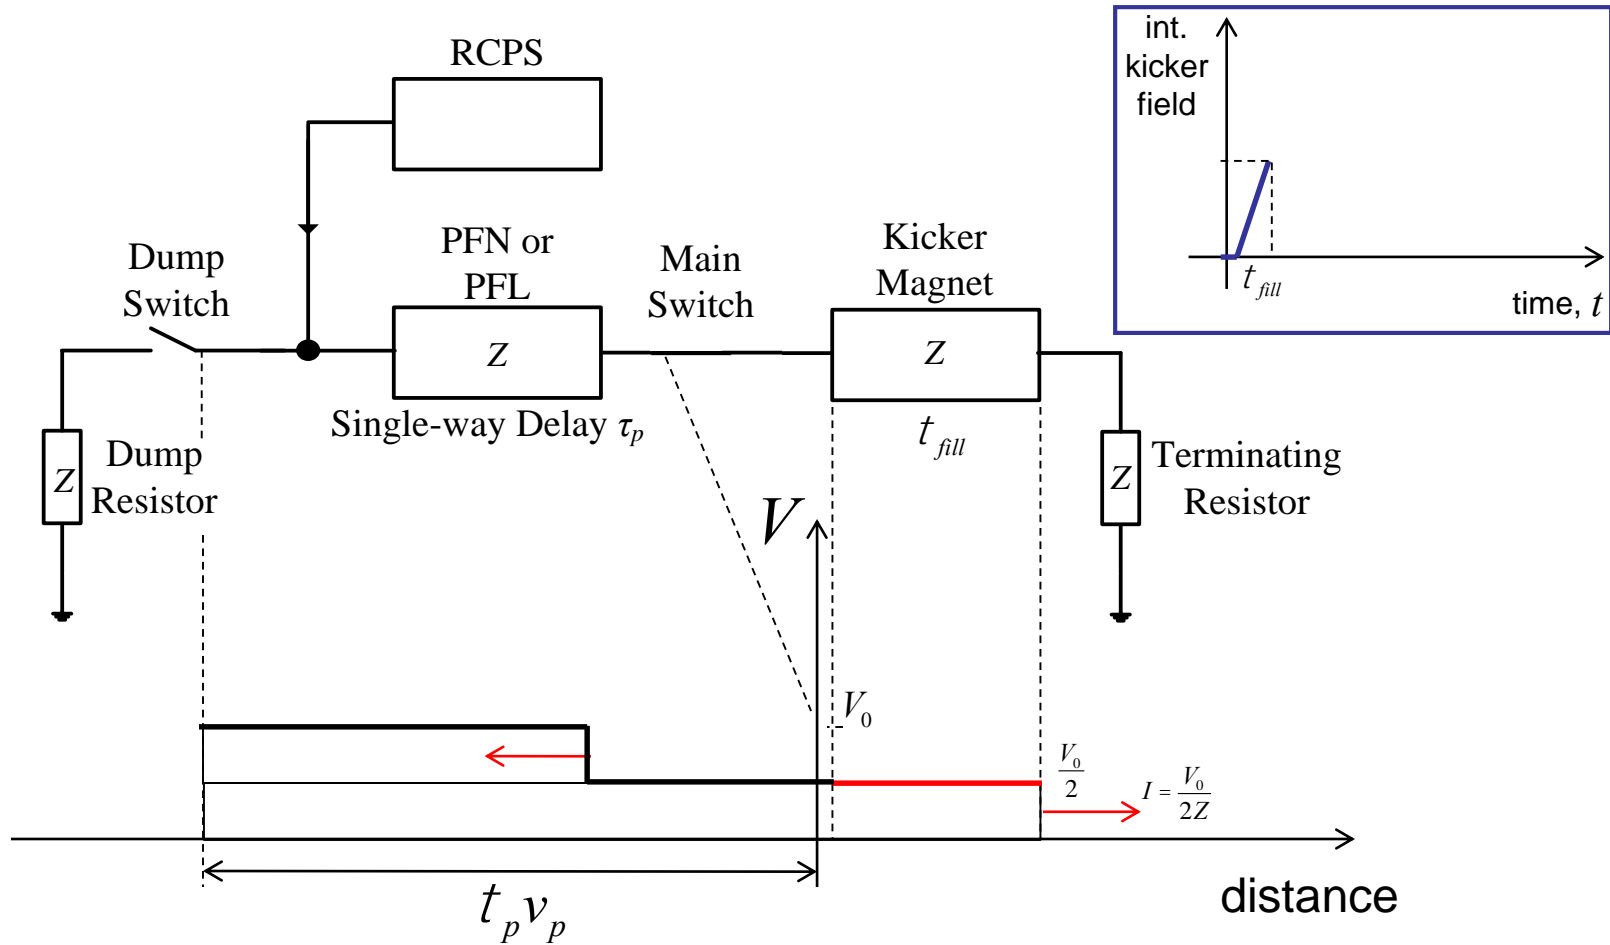 RCPS
int.
kicker
field
t fill
time, t
Dump
Switch
PFN or
PFL
Z
Single-way Delay τp
Main
Switch
Kicker
Magnet
Z
t fill
Z
Dump
Resistor
Z
Terminating
Resistor
V
V0
V0
2
I = V0
2Z
t p v p
distance